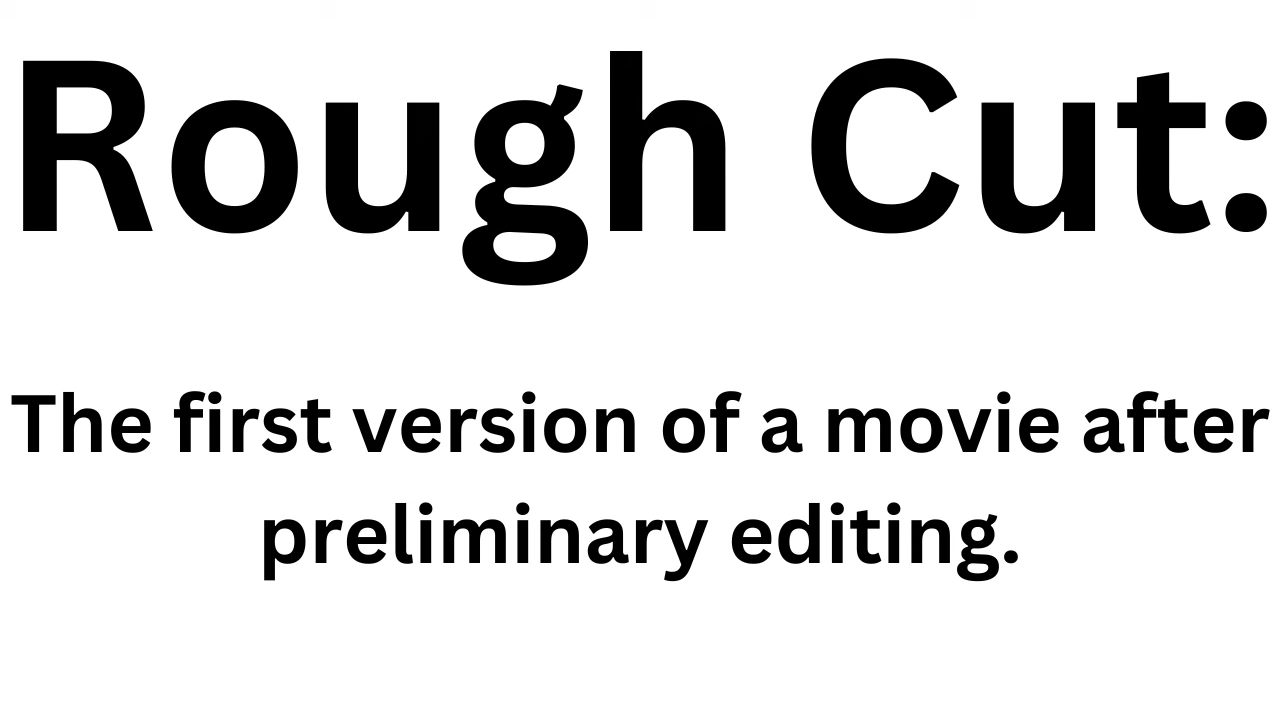 Rough Cut:
The first version of a movie after
preliminary editing.